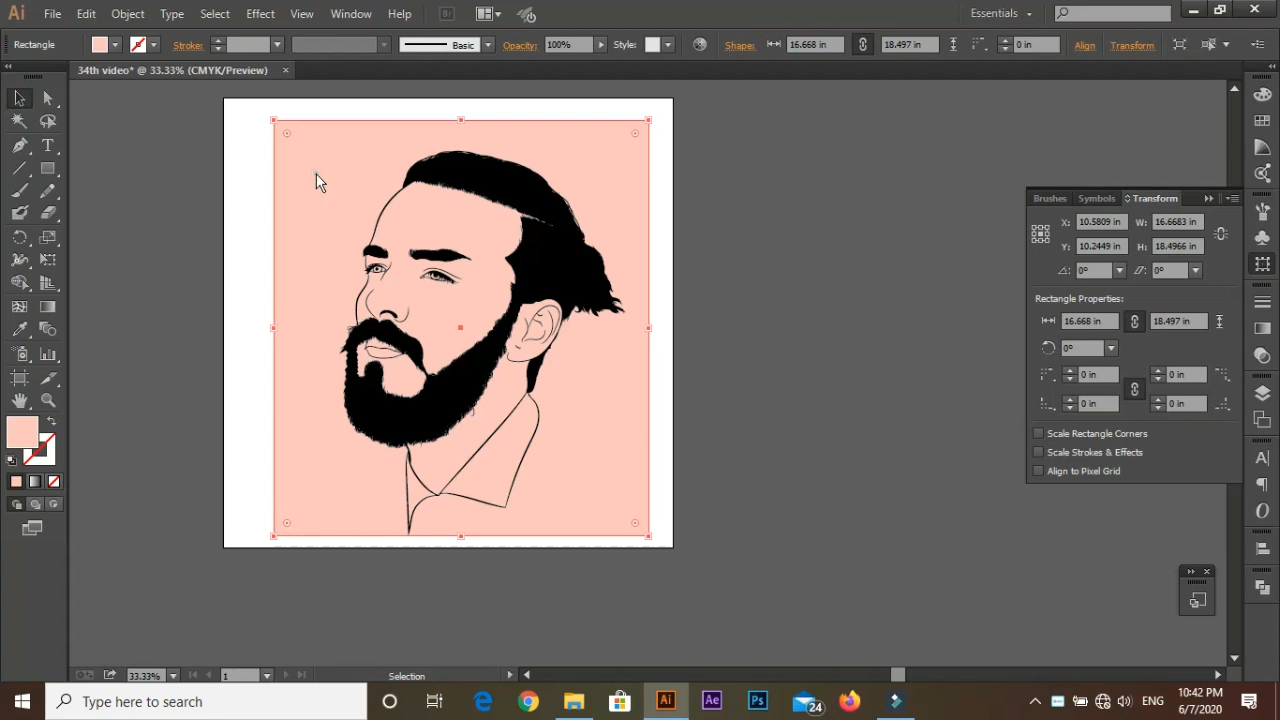 Ai File Edit Object Type Select Effect View Window Help Br Essentials
Rectangle Stroke: Basic Opacity: 100% Style: Shape: 16.668 in 18.497 in 0 in Align Transform
34th video* @ 33.33% (CMYK/Preview)
Brushes Symbols Transform
X: 10.5809 in W: 16.6683 in
Y: 10.2449 in H: 18.4966 in
0° 0°
Rectangle Properties:
16.668 in 18.497 in
0°
0 in 0 in
0 in 0 in
Scale Rectangle Corners
Scale Strokes & Effects
Align to Pixel Grid
33.33% 1 Selection
Type here to search Ai Ae Ps 24 ENG 10:42 PM
6/7/2020